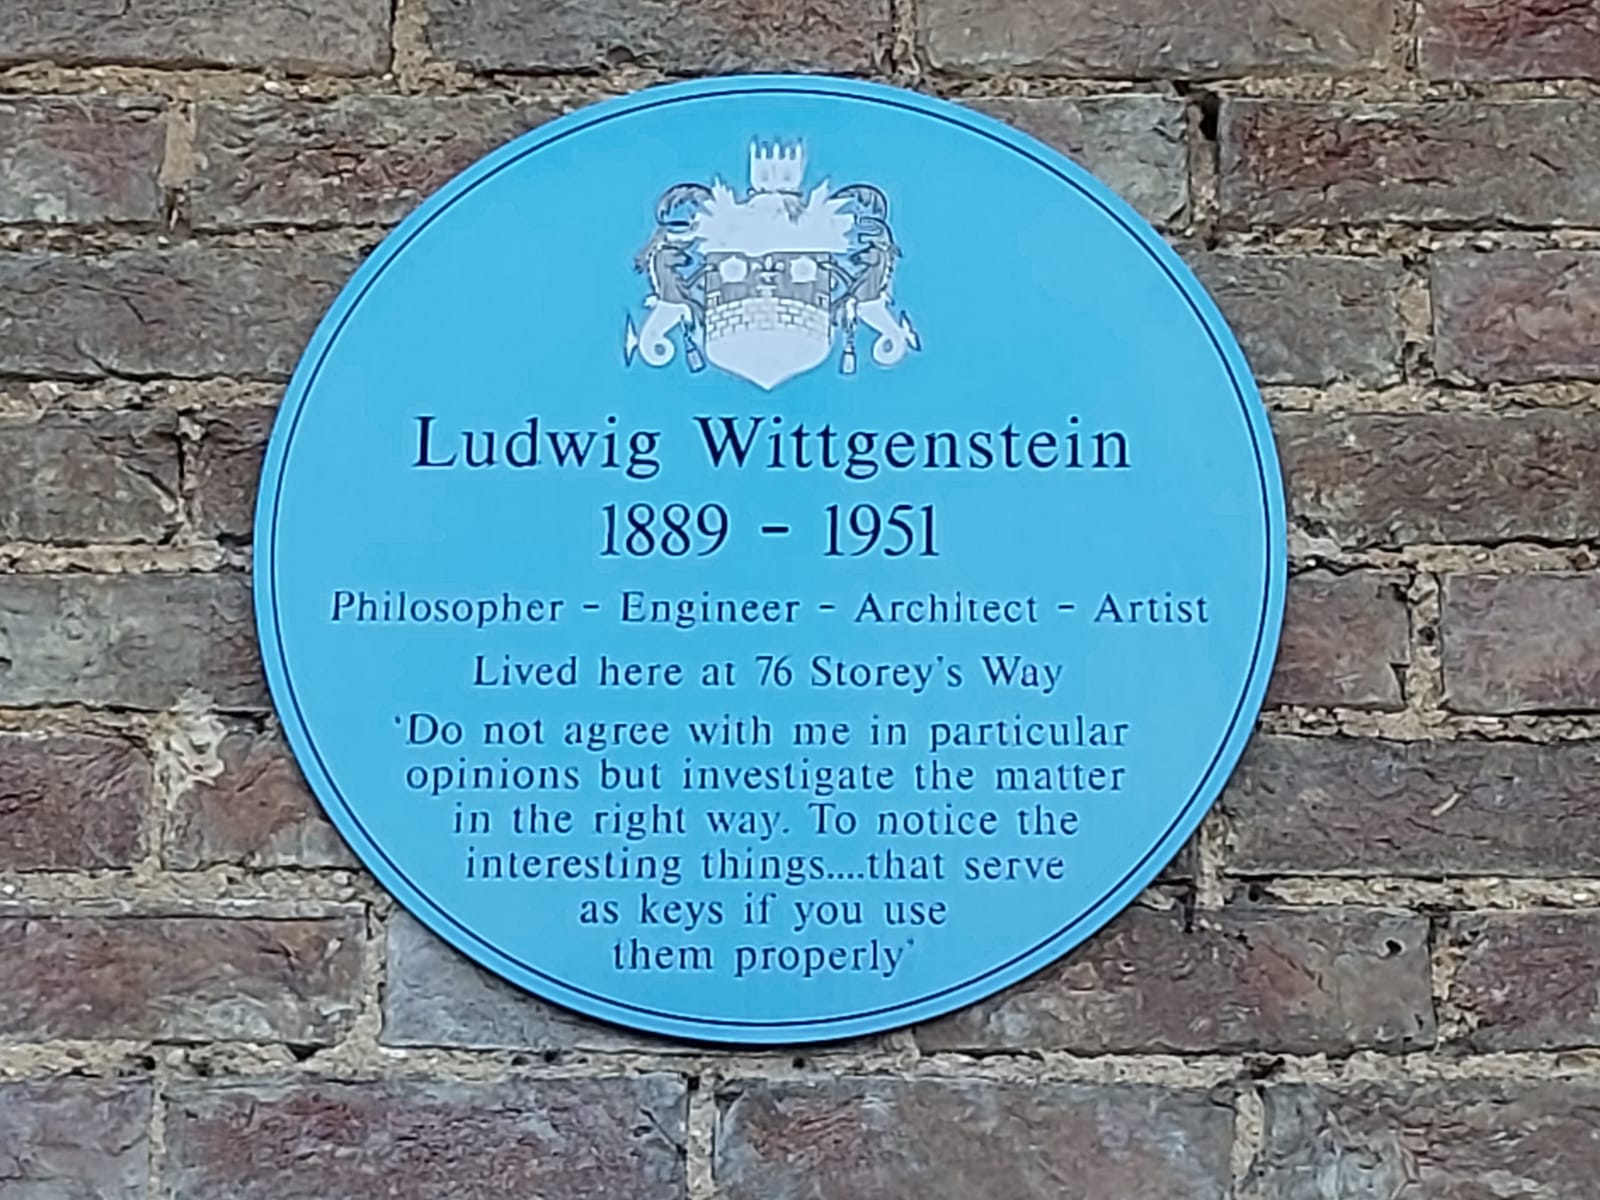 Ludwig Wittgenstein
1889 - 1951
Philosopher - Engineer - Architect - Artist
Lived here at 76 Storey's Way
'Do not agree with me in particular
opinions but investigate the matter
in the right way. To notice the
interesting things....that serve
as keys if you use
them properly'